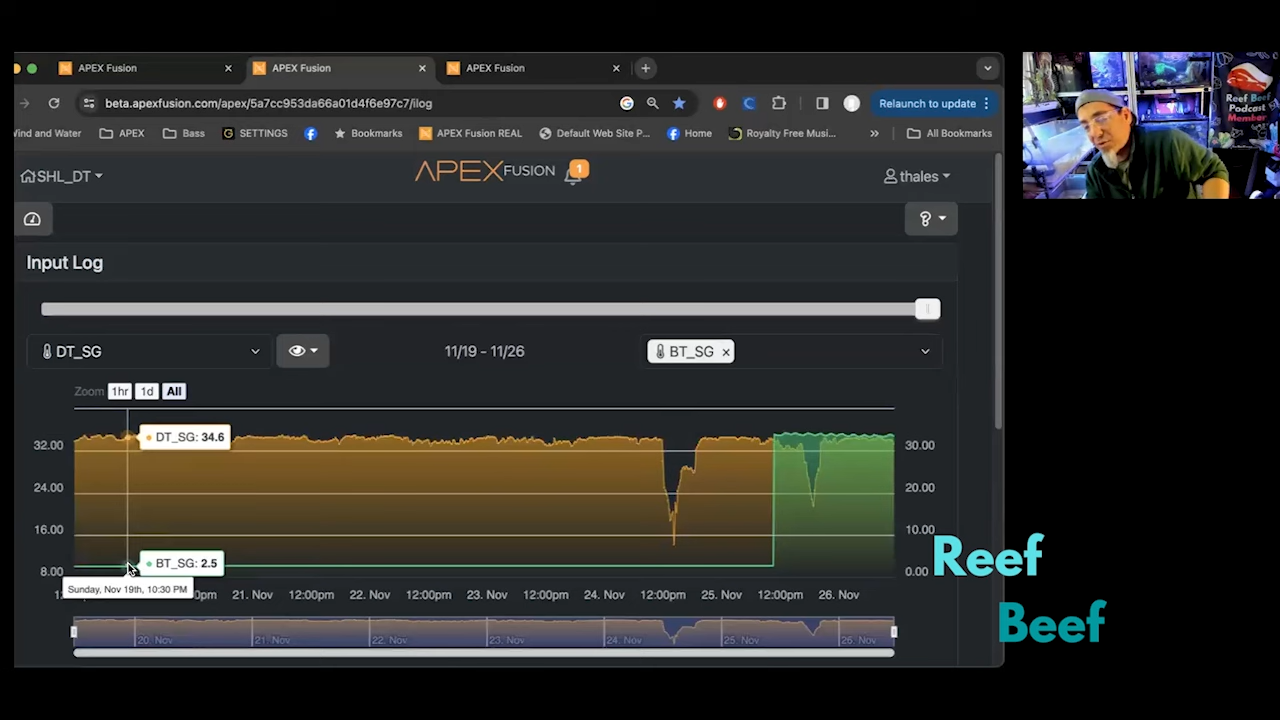 APEX Fusion
APEX Fusion
APEX Fusion
beta.apexfusion.com/apex/5a7cc953da66a01d4f6e97c7/ilog
Relaunch to update
Wind and Water
APEX
Bass
SETTINGS
Bookmarks
APEX Fusion REAL
Default Web Site P...
Home
Royalty Free Musi...
»
All Bookmarks
Reef Beef
Podcast
Member
SHL_DT
APEX FUSION
1
thales
?
Input Log
DT_SG
11/19 - 11/26
BT_SG ×
Zoom 1hr 1d All
DT_SG: 34.6
32.00
30.00
24.00
20.00
16.00
10.00
BT_SG: 2.5
8.00
0.00
Sunday, Nov 19th, 10:30 PM
21. Nov 12:00pm 22. Nov 12:00pm 23. Nov 12:00pm 24. Nov 12:00pm 25. Nov 12:00pm 26. Nov
20. Nov 21. Nov 22. Nov 23. Nov 24. Nov 25. Nov 26. Nov
Reef
Beef